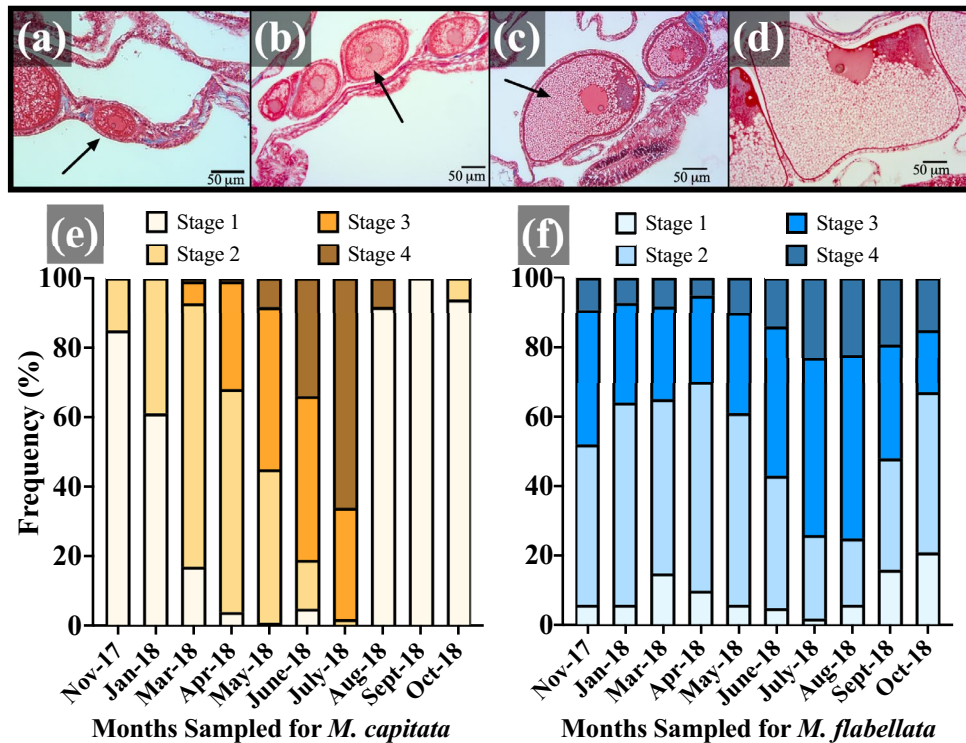 (a) (b) (c) (d)
50 μm 50 μm 50 μm 50 μm
(e)
Stage 1 Stage 3
Stage 2 Stage 4
(f)
Stage 1 Stage 3
Stage 2 Stage 4
Frequency (%)
100
80
60
40
20
0
Nov-17 Jan-18 Mar-18 Apr-18 May-18 June-18 July-18 Aug-18 Sept-18 Oct-18
Months Sampled for M. capitata
100
80
60
40
20
0
Nov-17 Jan-18 Mar-18 Apr-18 May-18 June-18 July-18 Aug-18 Sept-18 Oct-18
Months Sampled for M. flabellata